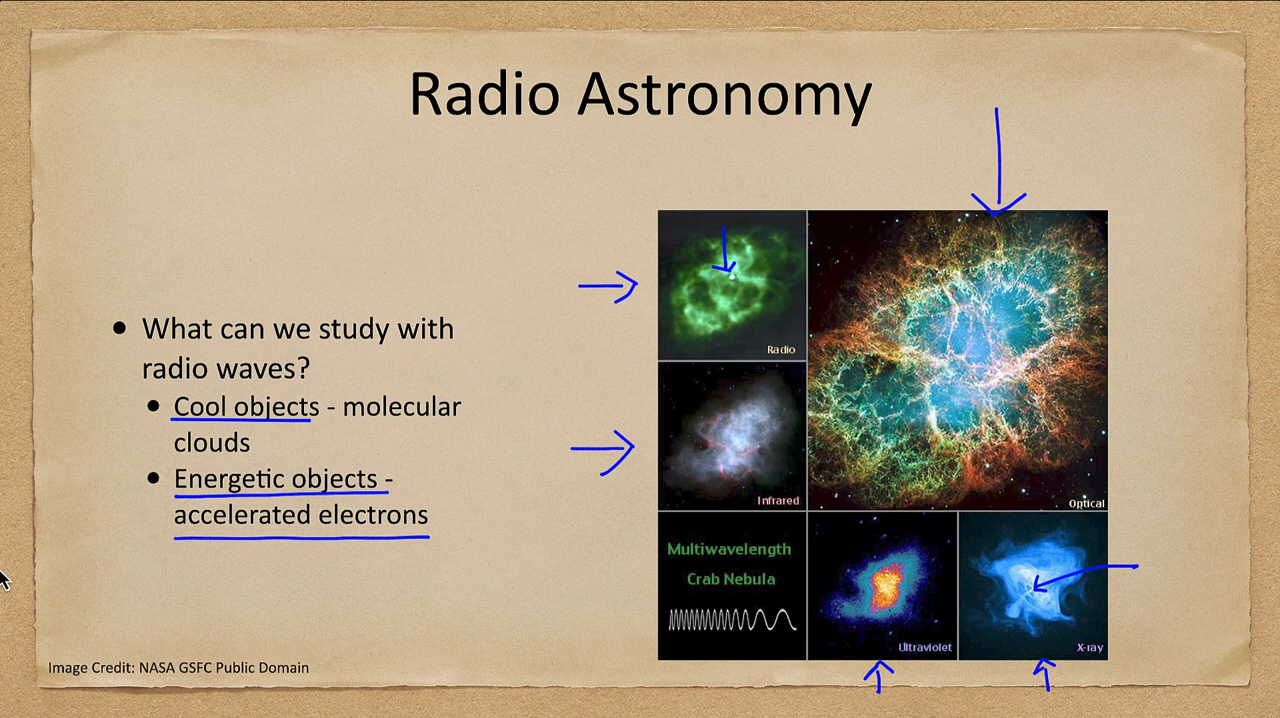 Radio Astronomy
• What can we study with
radio waves?
• Cool objects - molecular
clouds
• Energetic objects -
accelerated electrons
Radio
Infrared
Optical
Multiwavelength
Crab Nebula
Ultraviolet
X-ray
Image Credit: NASA GSFC Public Domain